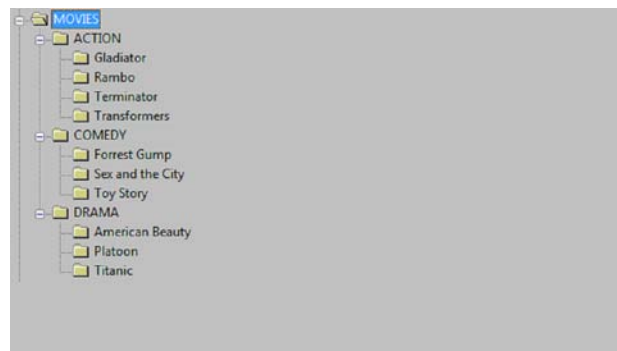 MOVIES
ACTION
Gladiator
Rambo
Terminator
Transformers
COMEDY
Forrest Gump
Sex and the City
Toy Story
DRAMA
American Beauty
Platoon
Titanic